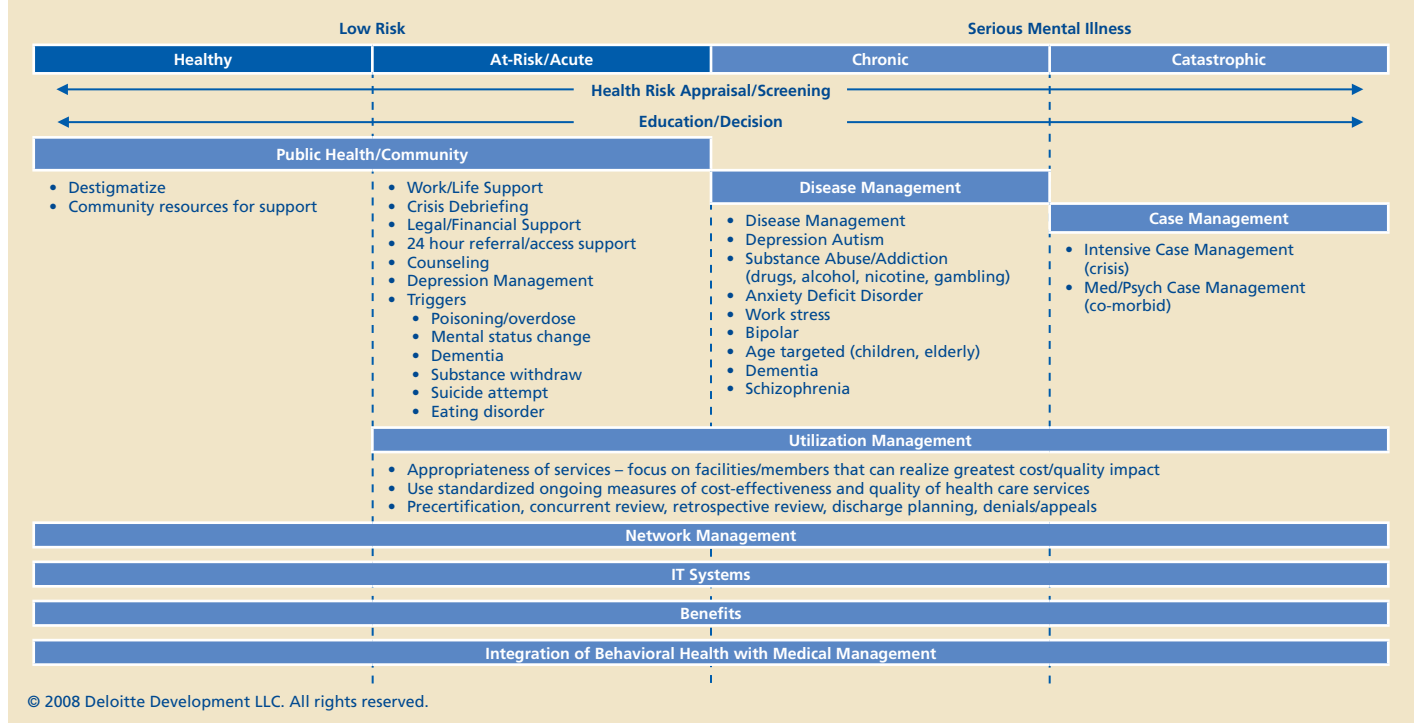 Low Risk
Serious Mental Illness
Healthy
At-Risk/Acute
Chronic
Catastrophic
Health Risk Appraisal/Screening
Education/Decision
Public Health/Community
• Destigmatize
• Community resources for support
• Work/Life Support
• Crisis Debriefing
• Legal/Financial Support
• 24 hour referral/access support
• Counseling
• Depression Management
• Triggers
• Poisoning/overdose
• Mental status change
• Dementia
• Substance withdraw
• Suicide attempt
• Eating disorder
Disease Management
• Disease Management
• Depression Autism
• Substance Abuse/Addiction
(drugs, alcohol, nicotine, gambling)
• Anxiety Deficit Disorder
• Work stress
• Bipolar
• Age targeted (children, elderly)
• Dementia
• Schizophrenia
Case Management
• Intensive Case Management
(crisis)
• Med/Psych Case Management
(co-morbid)
Utilization Management
• Appropriateness of services – focus on facilities/members that can realize greatest cost/quality impact
• Use standardized ongoing measures of cost-effectiveness and quality of health care services
• Precertification, concurrent review, retrospective review, discharge planning, denials/appeals
Network Management
IT Systems
Benefits
Integration of Behavioral Health with Medical Management
© 2008 Deloitte Development LLC. All rights reserved.